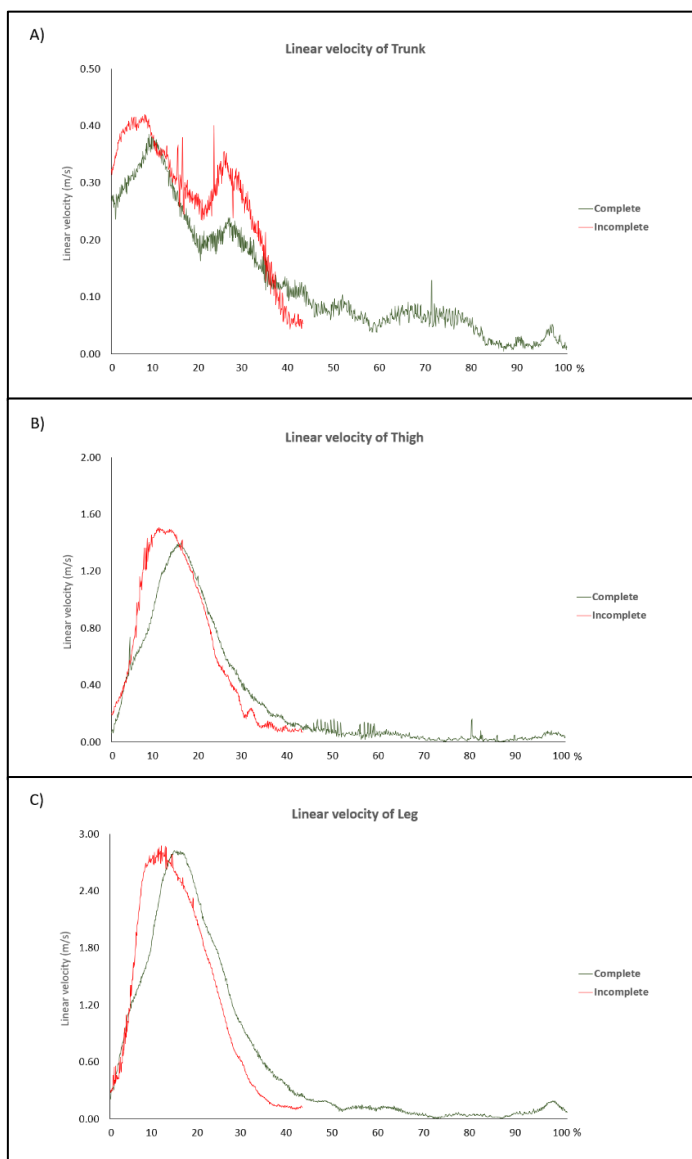 A)
Linear velocity of Trunk
0.50
0.40
0.30
0.20
0.10
0.00
Linear velocity (m/s)
Complete
Incomplete
0 10 20 30 40 50 60 70 80 90 100 %
B)
Linear velocity of Thigh
2.00
1.60
1.20
0.80
0.40
0.00
Linear velocity (m/s)
Complete
Incomplete
0 10 20 30 40 50 60 70 80 90 100 %
C)
Linear velocity of Leg
3.00
2.40
1.80
1.20
0.60
0.00
Linear velocity (m/s)
Complete
Incomplete
0 10 20 30 40 50 60 70 80 90 100 %